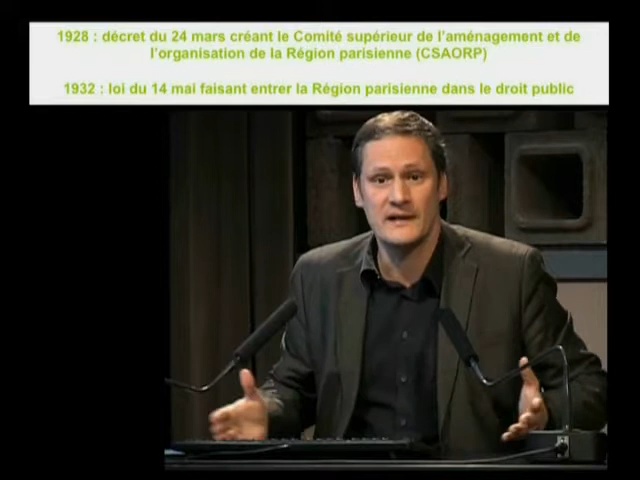 1928 : décret du 24 mars créant le Comité supérieur de l'aménagement et de
l'organisation de la Région parisienne (CSAORP)
1932 : loi du 14 mai faisant entrer la Région parisienne dans le droit public